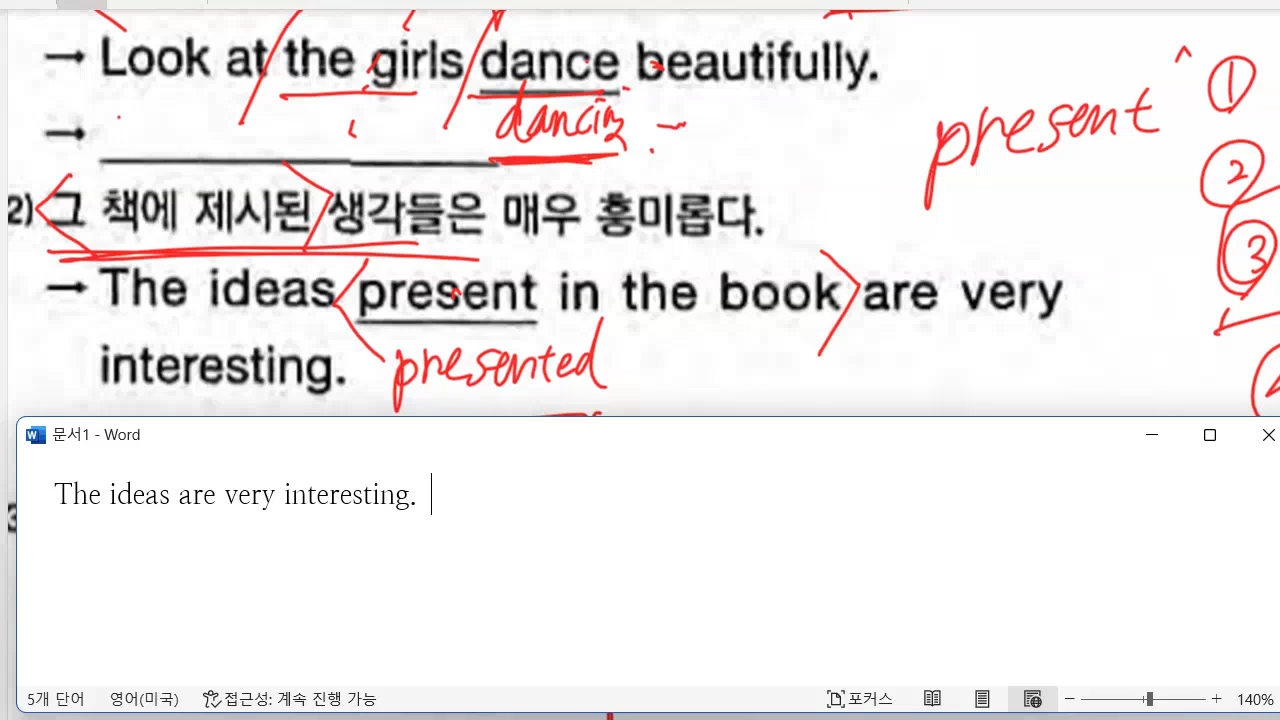 → Look at the girls dance beautifully.
→ dancing
present
①
②
③
2) 그 책에 제시된 생각들은 매우 흥미롭다.
→ The ideas present in the book are very
interesting.
presented
문서1 - Word
The ideas are very interesting.
5개 단어 영어(미국) 접근성: 계속 진행 가능 포커스 140%